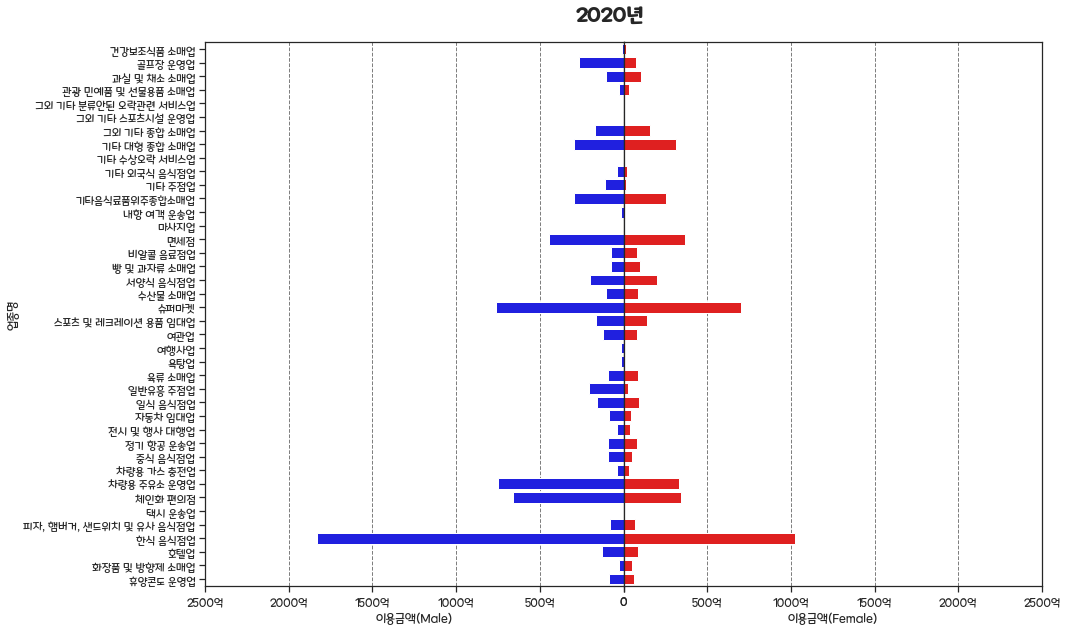 2020년
건강보조식품 소매업
골프장 운영업
과실 및 채소 소매업
관광 민예품 및 선물용품 소매업
그외 기타 분류안된 오락관련 서비스업
그외 기타 스포츠시설 운영업
그외 기타 종합 소매업
기타 대형 종합 소매업
기타 수상오락 서비스업
기타 외국식 음식점업
기타 주점업
기타음식료품위주종합소매업
내항 여객 운송업
마사지업
면세점
비알콜 음료점업
빵 및 과자류 소매업
서양식 음식점업
수산물 소매업
슈퍼마켓
스포츠 및 레크레이션 용품 임대업
여관업
여행사업
욕탕업
육류 소매업
일반유흥 주점업
일식 음식점업
자동차 임대업
전시 및 행사 대행업
정기 항공 운송업
중식 음식점업
차량용 가스 충전업
차량용 주유소 운영업
체인화 편의점
택시 운송업
피자, 햄버거, 샌드위치 및 유사 음식점업
한식 음식점업
호텔업
화장품 및 방향제 소매업
휴양콘도 운영업
업종명
2500억 2000억 1500억 1000억 500억 0 500억 1000억 1500억 2000억 2500억
이용금액(Male) 이용금액(Female)